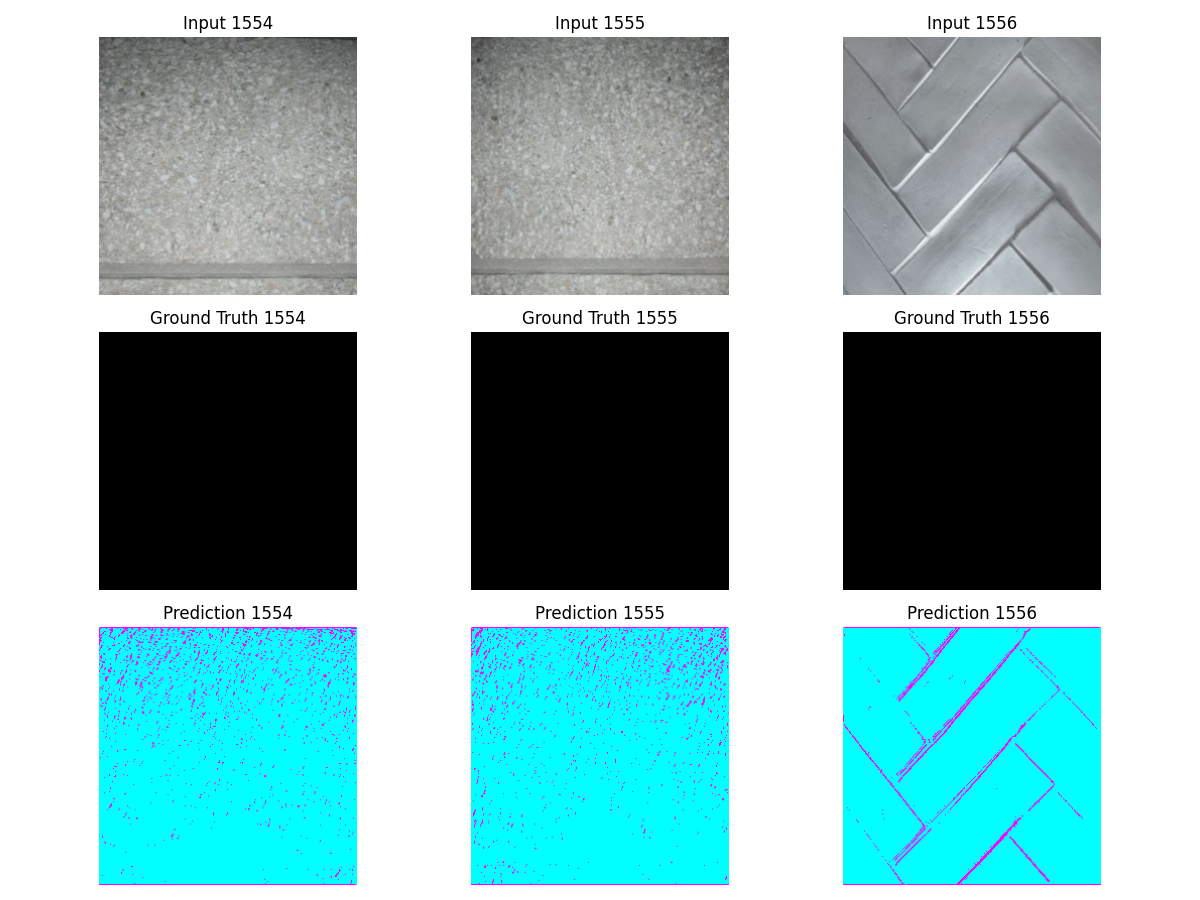 Input 1554
Input 1555
Input 1556
Ground Truth 1554
Ground Truth 1555
Ground Truth 1556
Prediction 1554
Prediction 1555
Prediction 1556